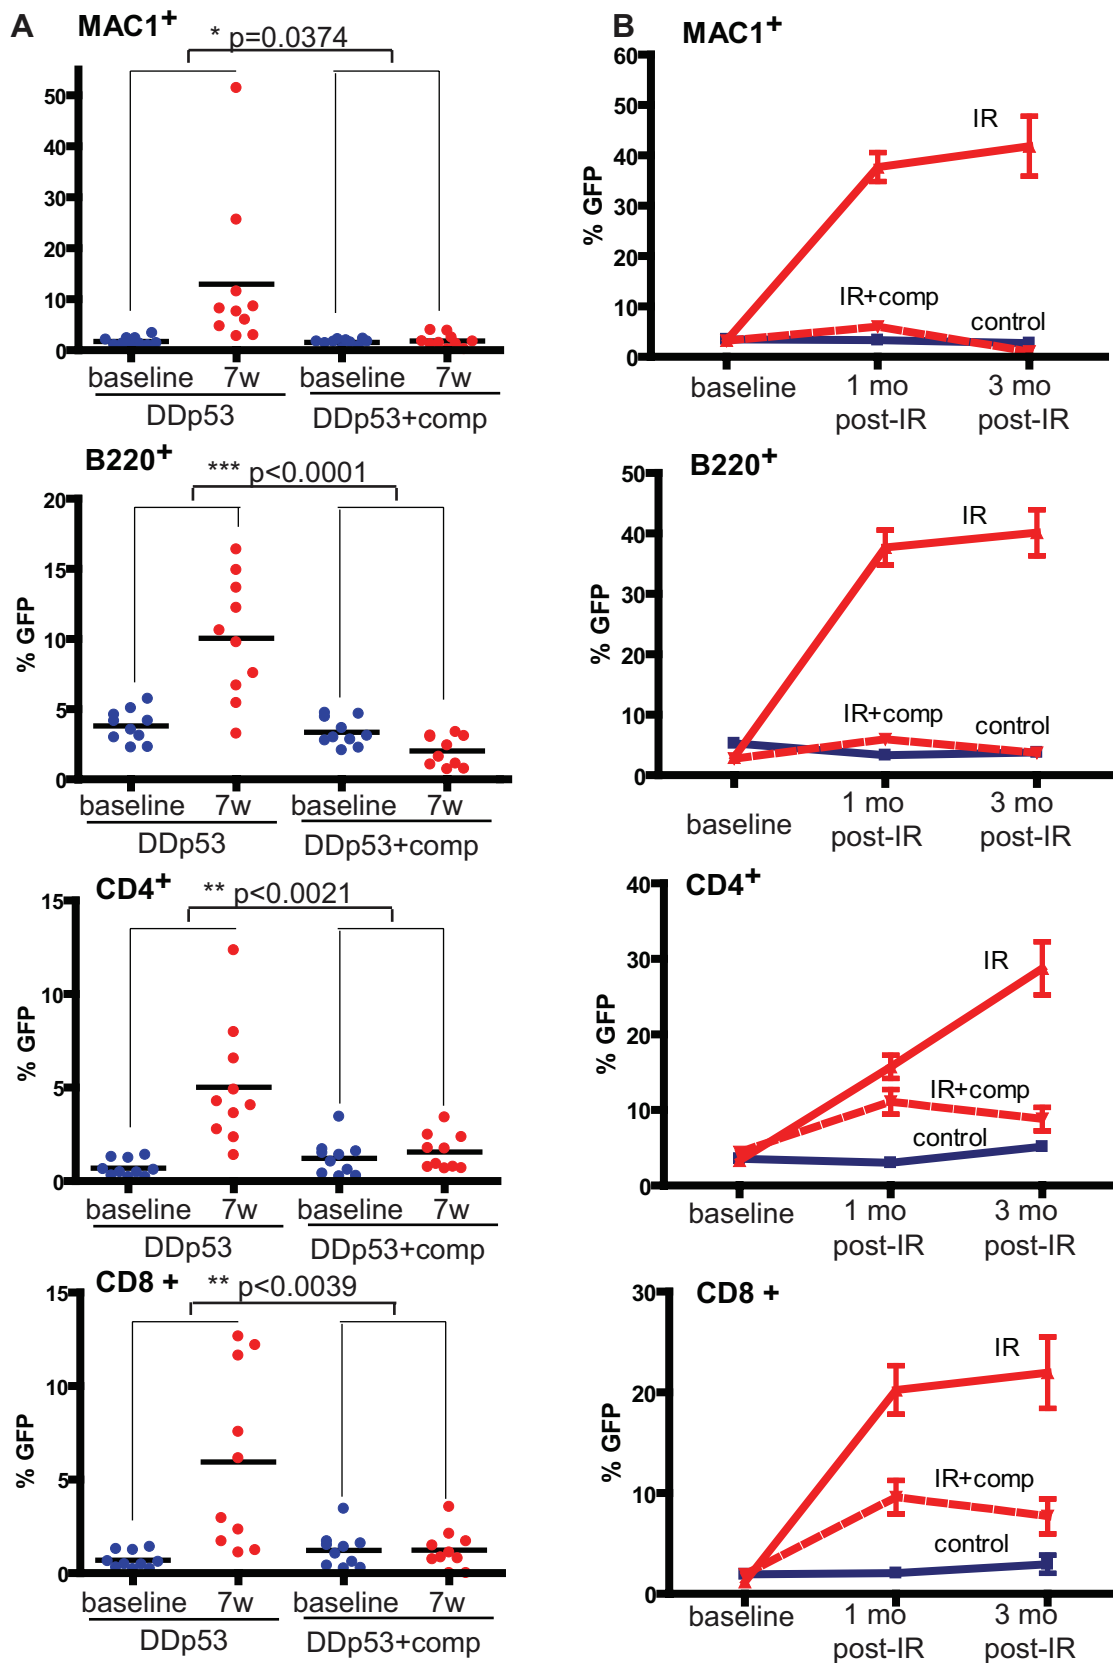 A
MAC1+
* p=0.0374
50
40
30
20
10
0
baseline 7w baseline 7w
DDp53 DDp53+comp
B220+
*** p<0.0001
20
15
10
5
0
% GFP
baseline 7w baseline 7w
DDp53 DDp53+comp
CD4+
** p<0.0021
15
10
5
0
% GFP
baseline 7w baseline 7w
DDp53 DDp53+comp
CD8 +
** p<0.0039
15
10
5
0
% GFP
baseline 7w baseline 7w
DDp53 DDp53+comp
B
MAC1+
60
50
40
30
20
10
0
% GFP
IR
IR+comp
control
baseline 1 mo 3 mo
post-IR post-IR
B220+
50
40
30
20
10
0
% GFP
IR
IR+comp
control
baseline 1 mo 3 mo
post-IR post-IR
CD4+
40
30
20
10
0
% GFP
IR
IR+comp
control
baseline 1 mo 3 mo
post-IR post-IR
CD8 +
30
20
10
0
% GFP
IR
IR+comp
control
baseline 1 mo 3 mo
post-IR post-IR